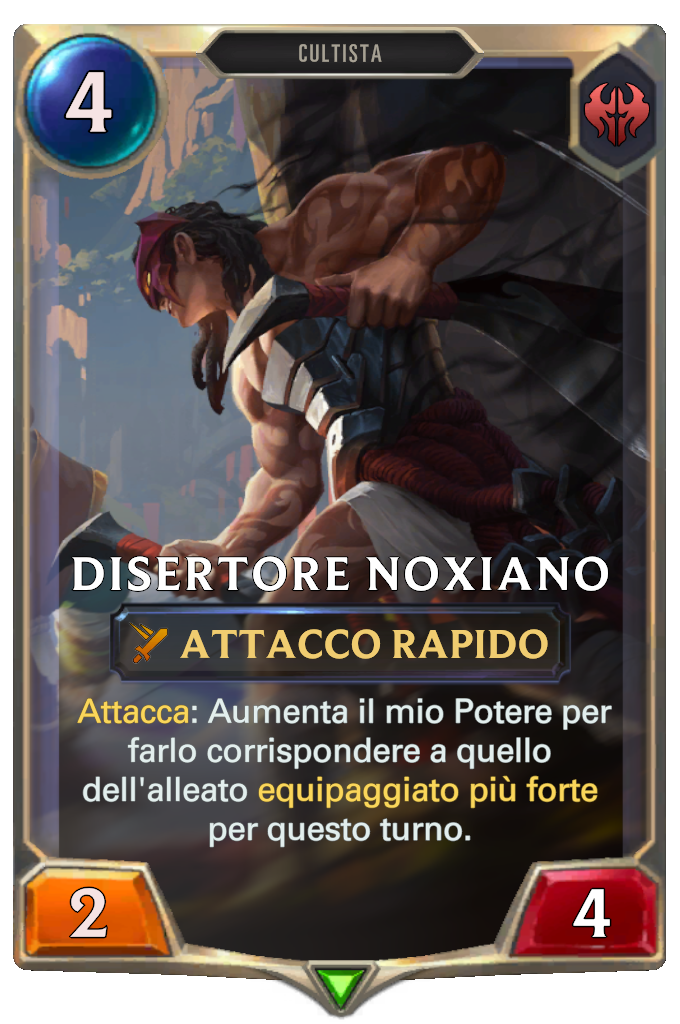 CULTISTA
4
DISERTORE NOXIANO
ATTACCO RAPIDO
Attacca: Aumenta il mio Potere per
farlo corrispondere a quello
dell'alleato equipaggiato più forte
per questo turno.
2
4